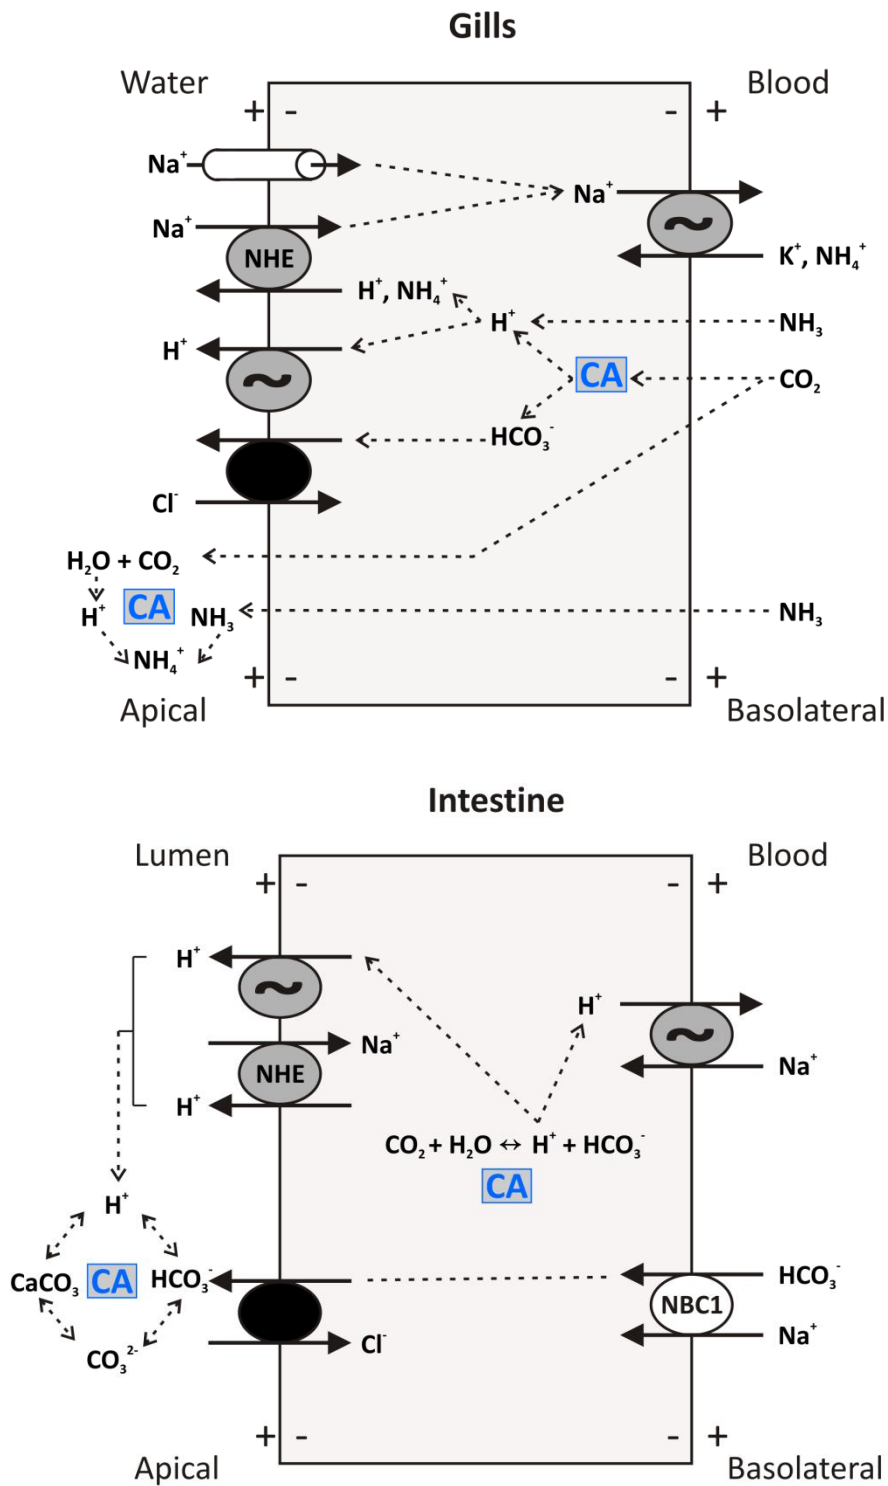 Gills
Water Blood
+ - - +
Na⁺ Na⁺
Na⁺ ~
NHE K⁺, NH₄⁺
H⁺, NH₄⁺
H⁺ NH₃
H⁺
~ CA CO₂
HCO₃⁻
Cl⁻
H₂O + CO₂
CA
H⁺ NH₃ NH₃
NH₄⁺
+ - - +
Apical Basolateral
Intestine
Lumen Blood
+ - - +
H⁺
~ H⁺
Na⁺ ~
NHE Na⁺
H⁺
CO₂ + H₂O ↔ H⁺ + HCO₃⁻
CA
H⁺
CaCO₃ CA HCO₃⁻ HCO₃⁻
NBC1
Cl⁻ Na⁺
CO₃²⁻
+ - - +
Apical Basolateral